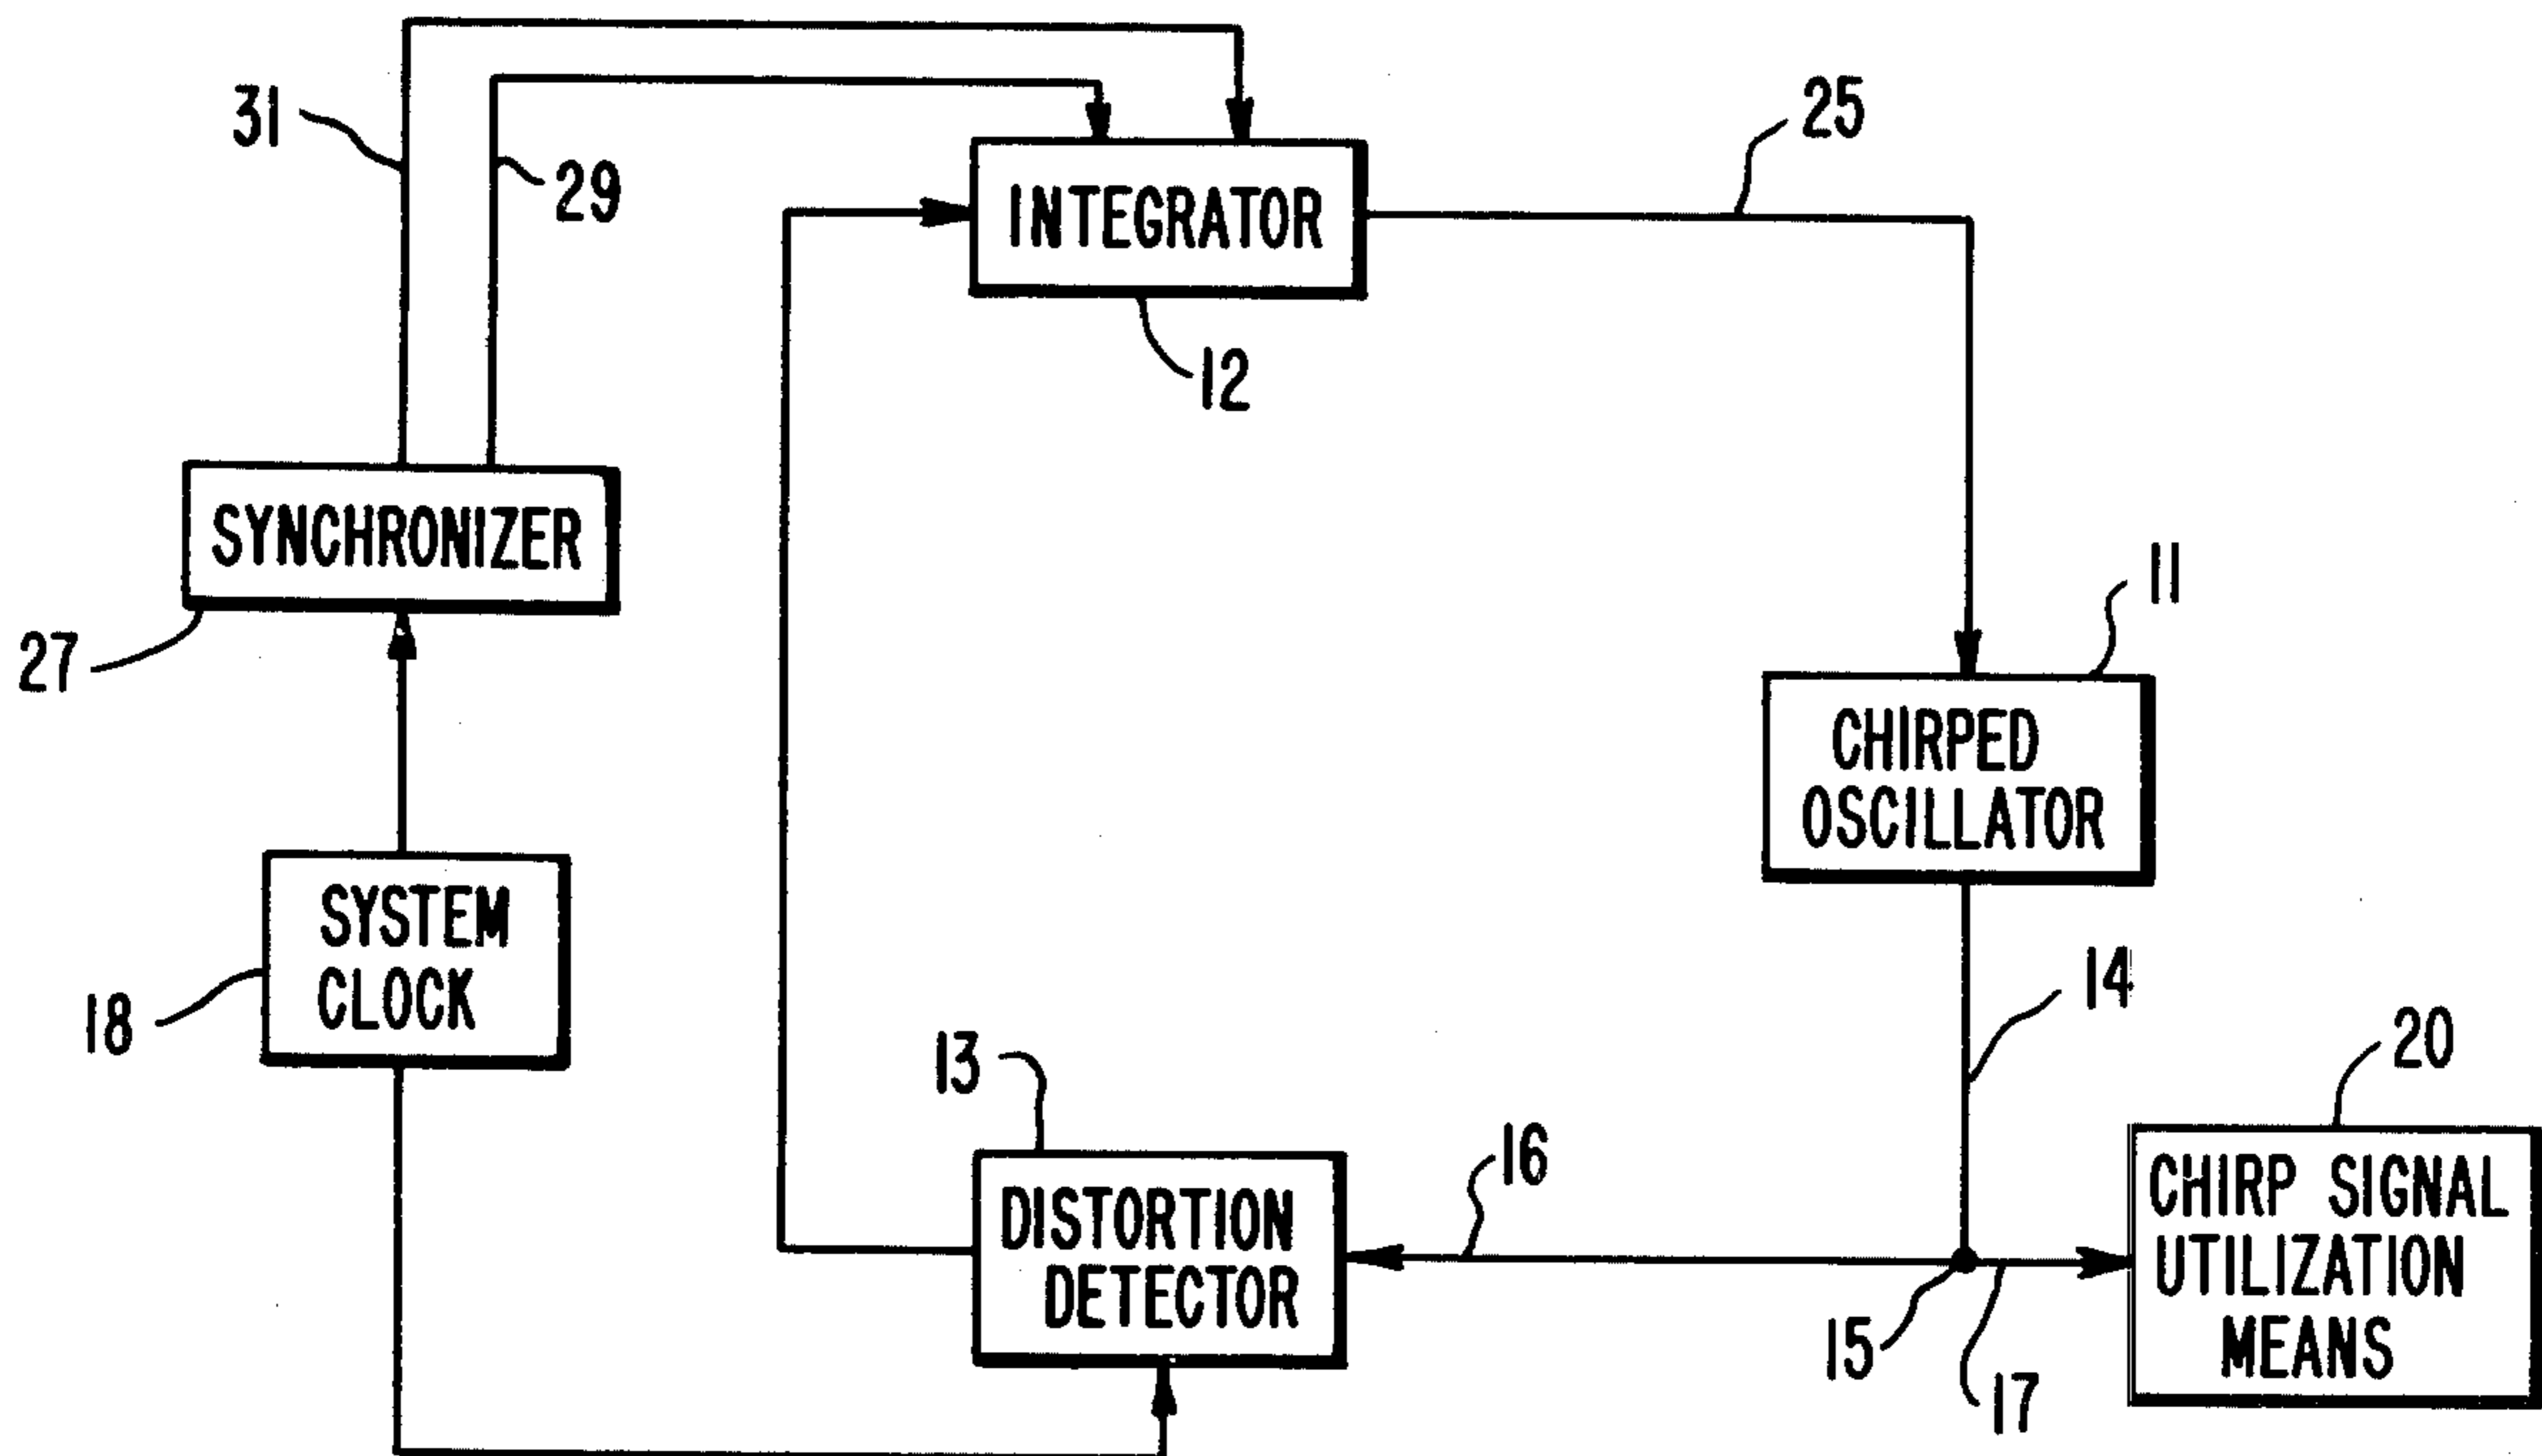 31
29
25
INTEGRATOR
12
SYNCHRONIZER
27
11
CHIRPED
OSCILLATOR
SYSTEM
CLOCK
18
14
20
13
16
DISTORTION
DETECTOR
15
17
CHIRP SIGNAL
UTILIZATION
MEANS